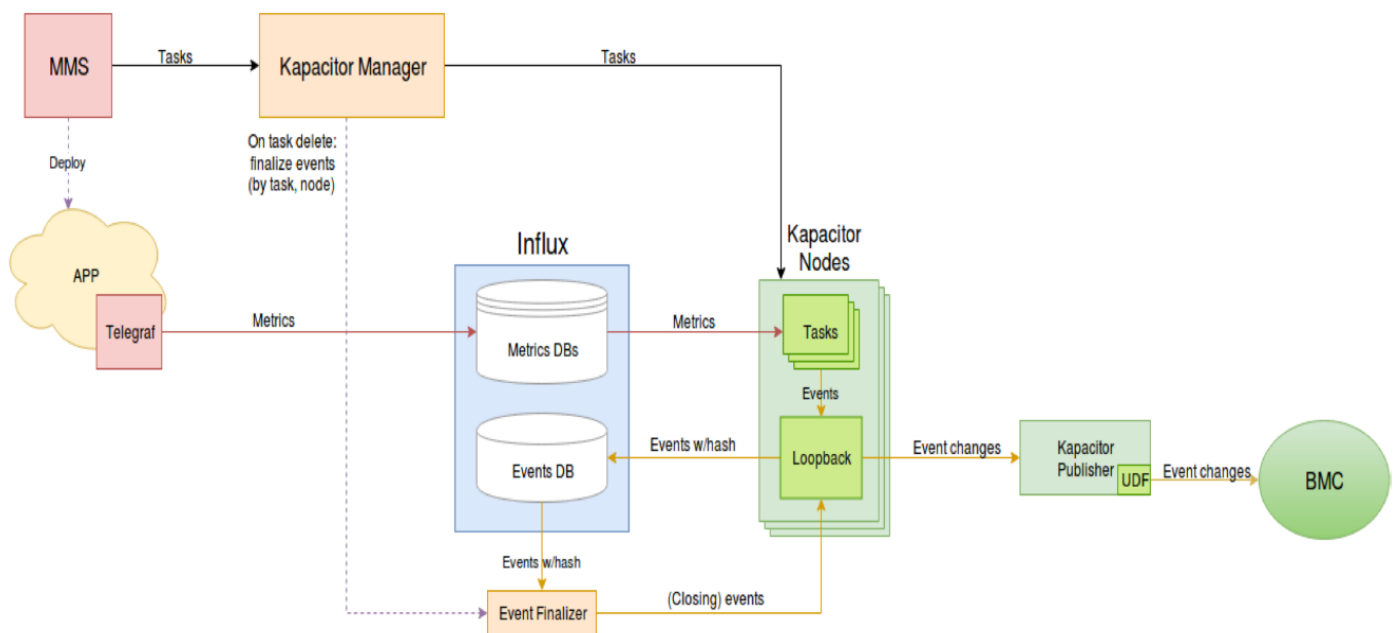 MMS
Tasks
Kapacitor Manager
Tasks
Deploy
On task delete:
finalize events
(by task, node)
APP
Telegraf
Metrics
Influx
Metrics DBs
Metrics
Kapacitor
Nodes
Tasks
Events
Events DB
Events w/hash
Loopback
Event changes
Kapacitor
Publisher
UDF
Event changes
BMC
Events w/hash
Event Finalizer
(Closing) events